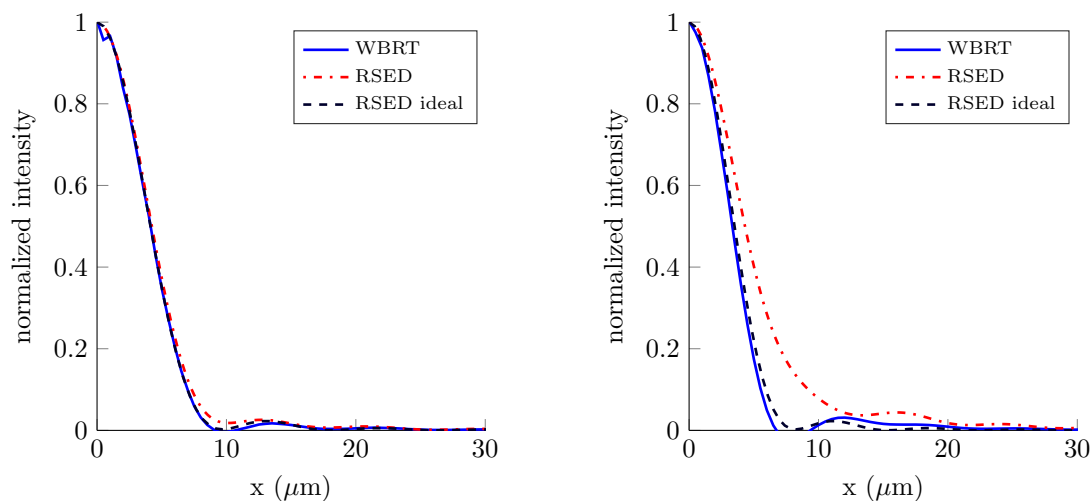 1
0.8
0.6
0.4
0.2
0
0
10
20
30
normalized intensity
x (μm)
WBRT
RSED
RSED ideal
1
0.8
0.6
0.4
0.2
0
0
10
20
30
normalized intensity
x (μm)
WBRT
RSED
RSED ideal